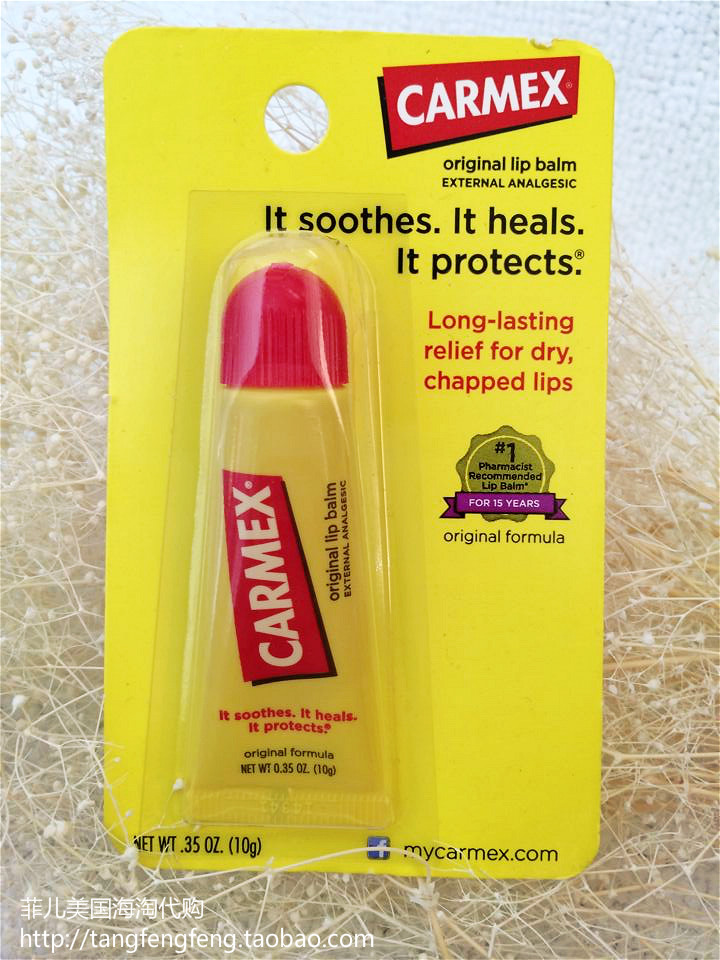 CARMEX®
original lip balm
EXTERNAL ANALGESIC
It soothes. It heals.
It protects.®
Long-lasting
relief for dry,
chapped lips
#1
Pharmacist
Recommended
Lip Balm*
FOR 15 YEARS
original formula
CARMEX®
original lip balm
EXTERNAL ANALGESIC
It soothes. It heals.
It protects.®
original formula
NET WT 0.35 OZ. (10g)
NET WT .35 OZ. (10g)
mycarmex.com
菲儿美国海淘代购
http://tangfengfeng.taobao.com